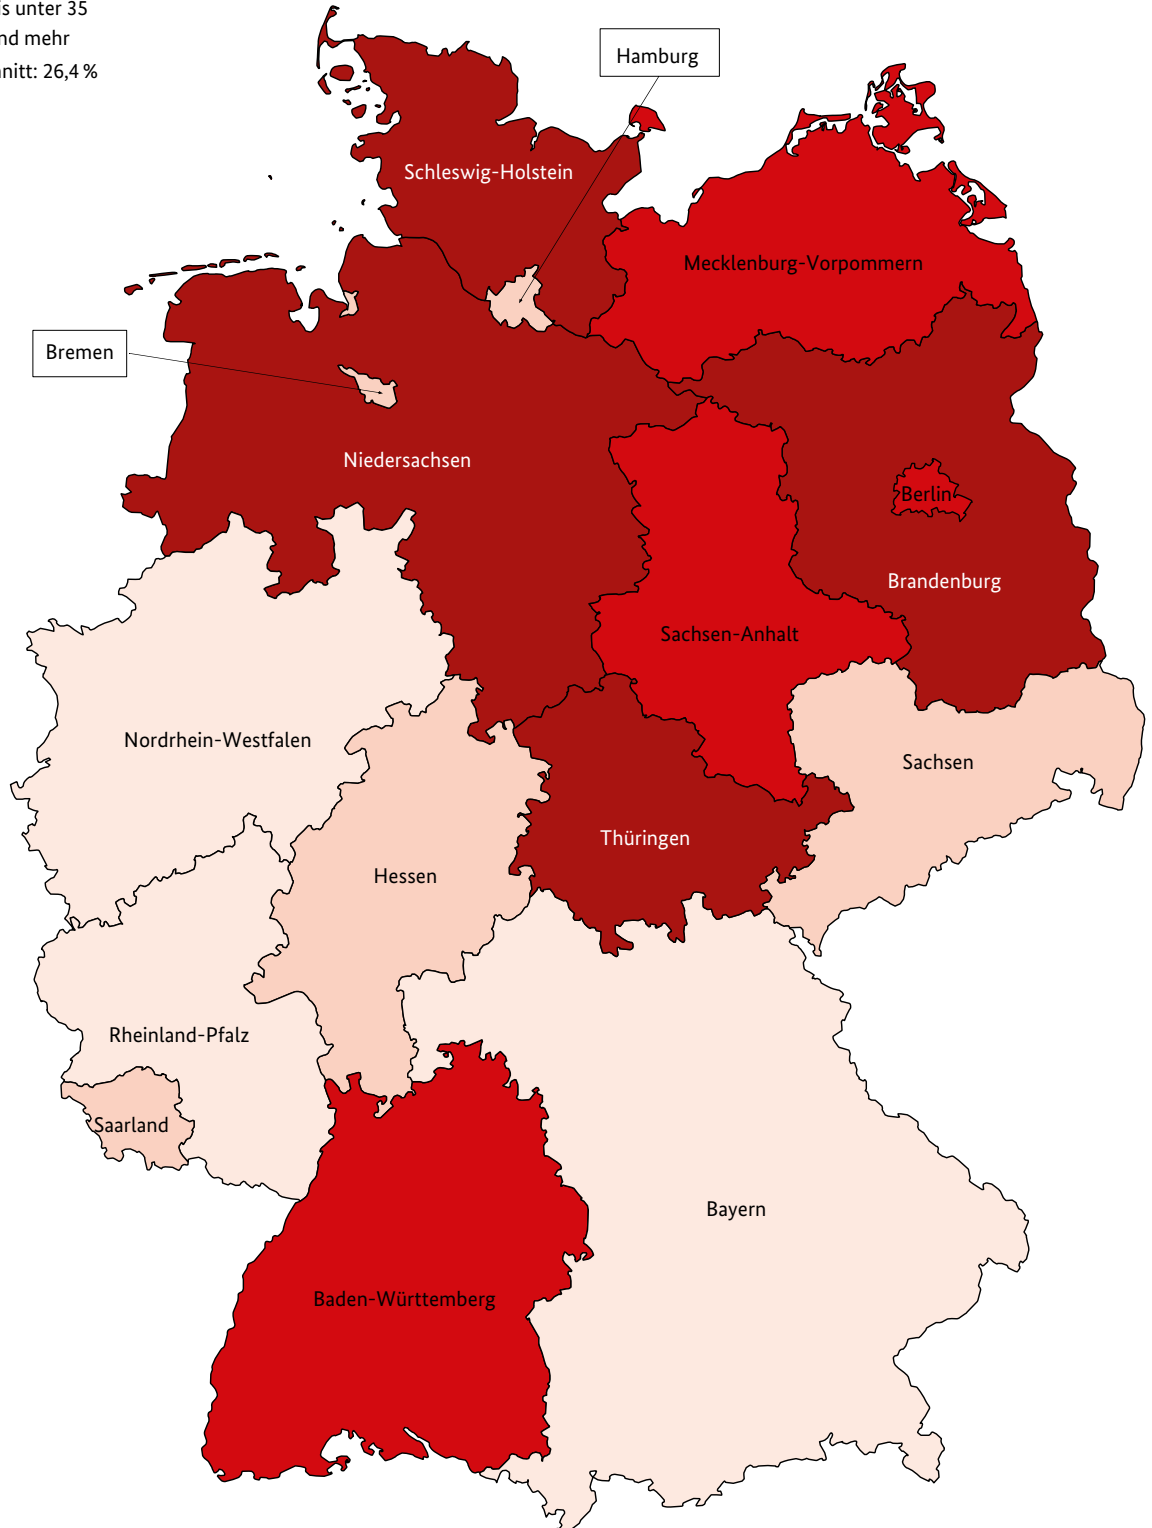 is unter 35
nd mehr
nitt: 26,4 %
Hamburg
Schleswig-Holstein
Mecklenburg-Vorpommern
Bremen
Niedersachsen
Berlin
Brandenburg
Sachsen-Anhalt
Nordrhein-Westfalen
Sachsen
Thüringen
Hessen
Rheinland-Pfalz
Saarland
Bayern
Baden-Württemberg